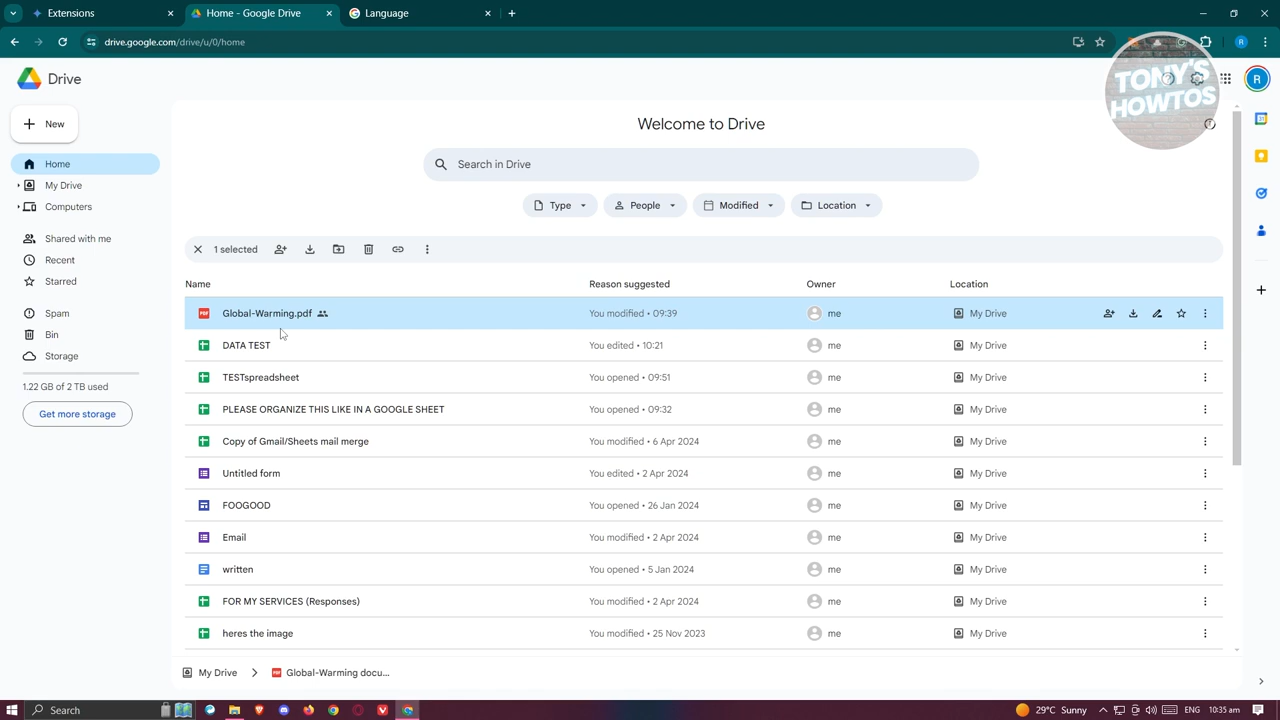 Extensions
Home - Google Drive
Language
drive.google.com/drive/u/0/home
R
Drive
TONY'S
HOWTOS
R
New
Welcome to Drive
Home
Search in Drive
My Drive
Computers
Type
People
Modified
Location
Shared with me
1 selected
Recent
Starred
Name
Reason suggested
Owner
Location
Spam
PDF
Global-Warming.pdf
You modified • 09:39
me
My Drive
Bin
DATA TEST
You edited • 10:21
me
My Drive
Storage
1.22 GB of 2 TB used
TESTspreadsheet
You opened • 09:51
me
My Drive
Get more storage
PLEASE ORGANIZE THIS LIKE IN A GOOGLE SHEET
You opened • 09:32
me
My Drive
Copy of Gmail/Sheets mail merge
You modified • 6 Apr 2024
me
My Drive
Untitled form
You edited • 2 Apr 2024
me
My Drive
FOOGOOD
You opened • 26 Jan 2024
me
My Drive
Email
You modified • 2 Apr 2024
me
My Drive
written
You opened • 5 Jan 2024
me
My Drive
FOR MY SERVICES (Responses)
You modified • 2 Apr 2024
me
My Drive
heres the image
You modified • 25 Nov 2023
me
My Drive
My Drive
PDF
Global-Warming docu...
Search
29°C Sunny
ENG
10:35 am